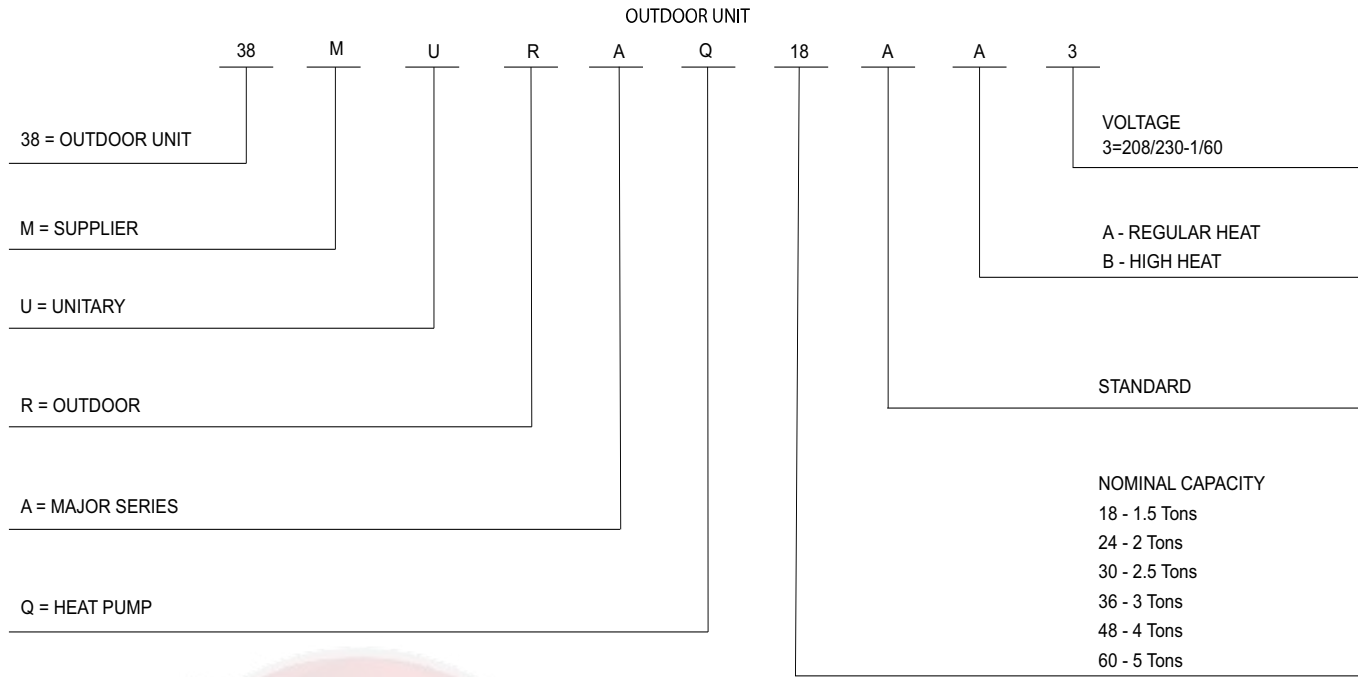 OUTDOOR UNIT
38 M U R A Q 18 A A 3
38 = OUTDOOR UNIT
M = SUPPLIER
U = UNITARY
R = OUTDOOR
A = MAJOR SERIES
Q = HEAT PUMP
VOLTAGE
3=208/230-1/60
A - REGULAR HEAT
B - HIGH HEAT
STANDARD
NOMINAL CAPACITY
18 - 1.5 Tons
24 - 2 Tons
30 - 2.5 Tons
36 - 3 Tons
48 - 4 Tons
60 - 5 Tons